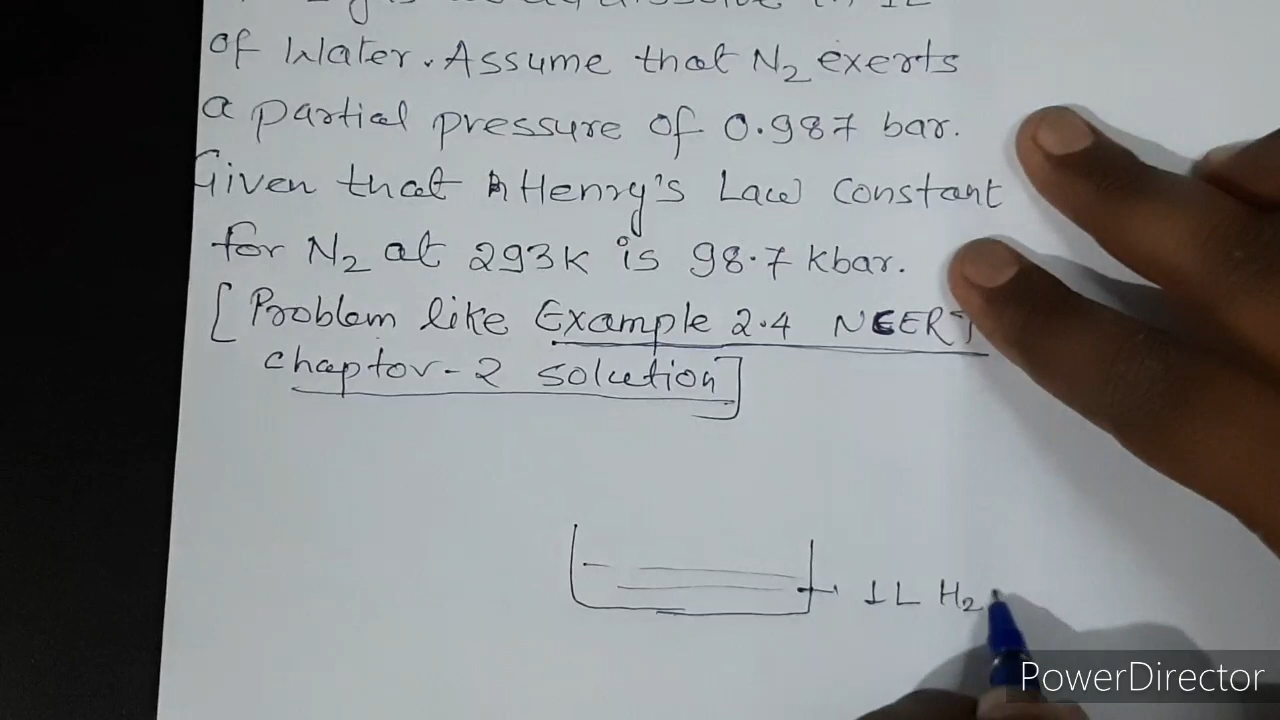 of Water. Assume that N₂ exerts
a partial pressure of 0.987 bar.
Given that Henry's Law Constant
for N₂ at 293K is 98.7 kbar.
[Problem like Example 2.4 NCERT
chaptor-2 solution]
1L H₂
PowerDirector